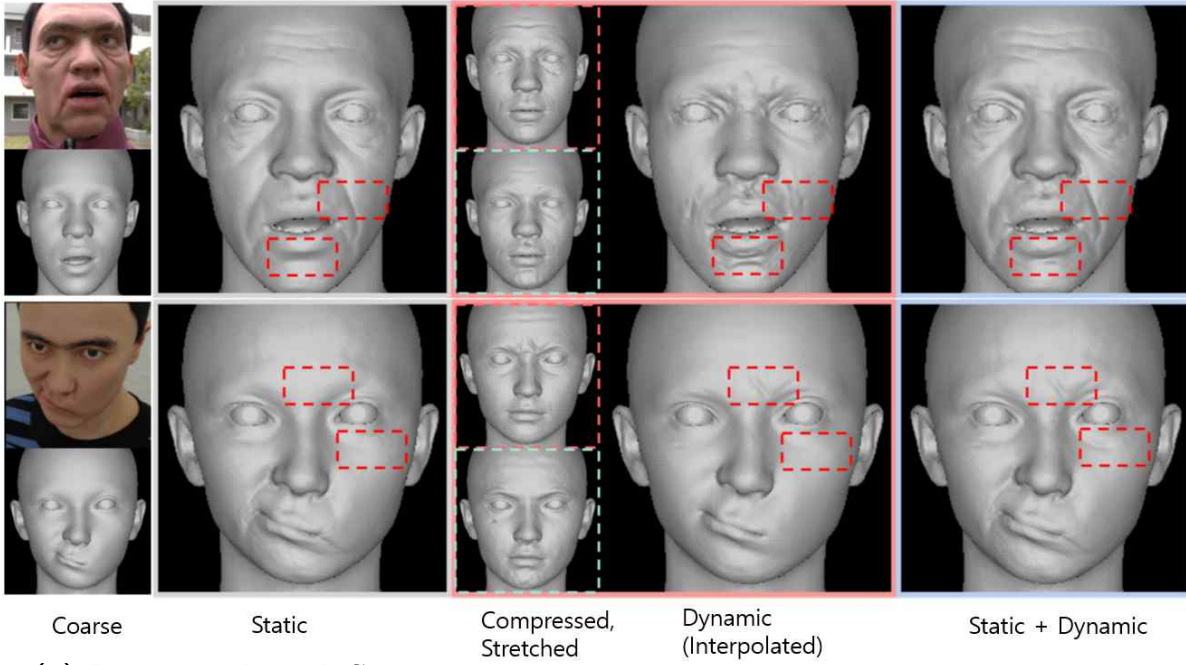 Coarse
Static
Compressed,
Stretched
Dynamic
(Interpolated)
Static + Dynamic